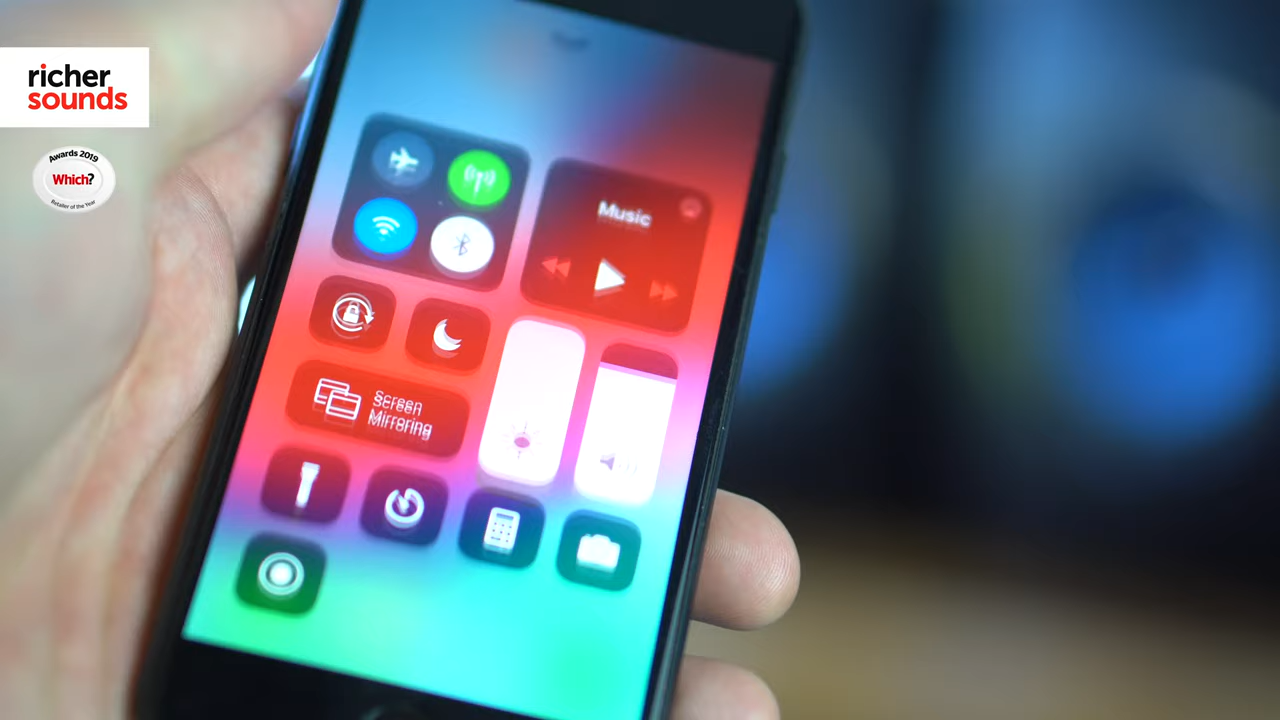 richer
sounds
Awards 2019
Which?
Retailer of the Year
Music
Screen
Mirroring